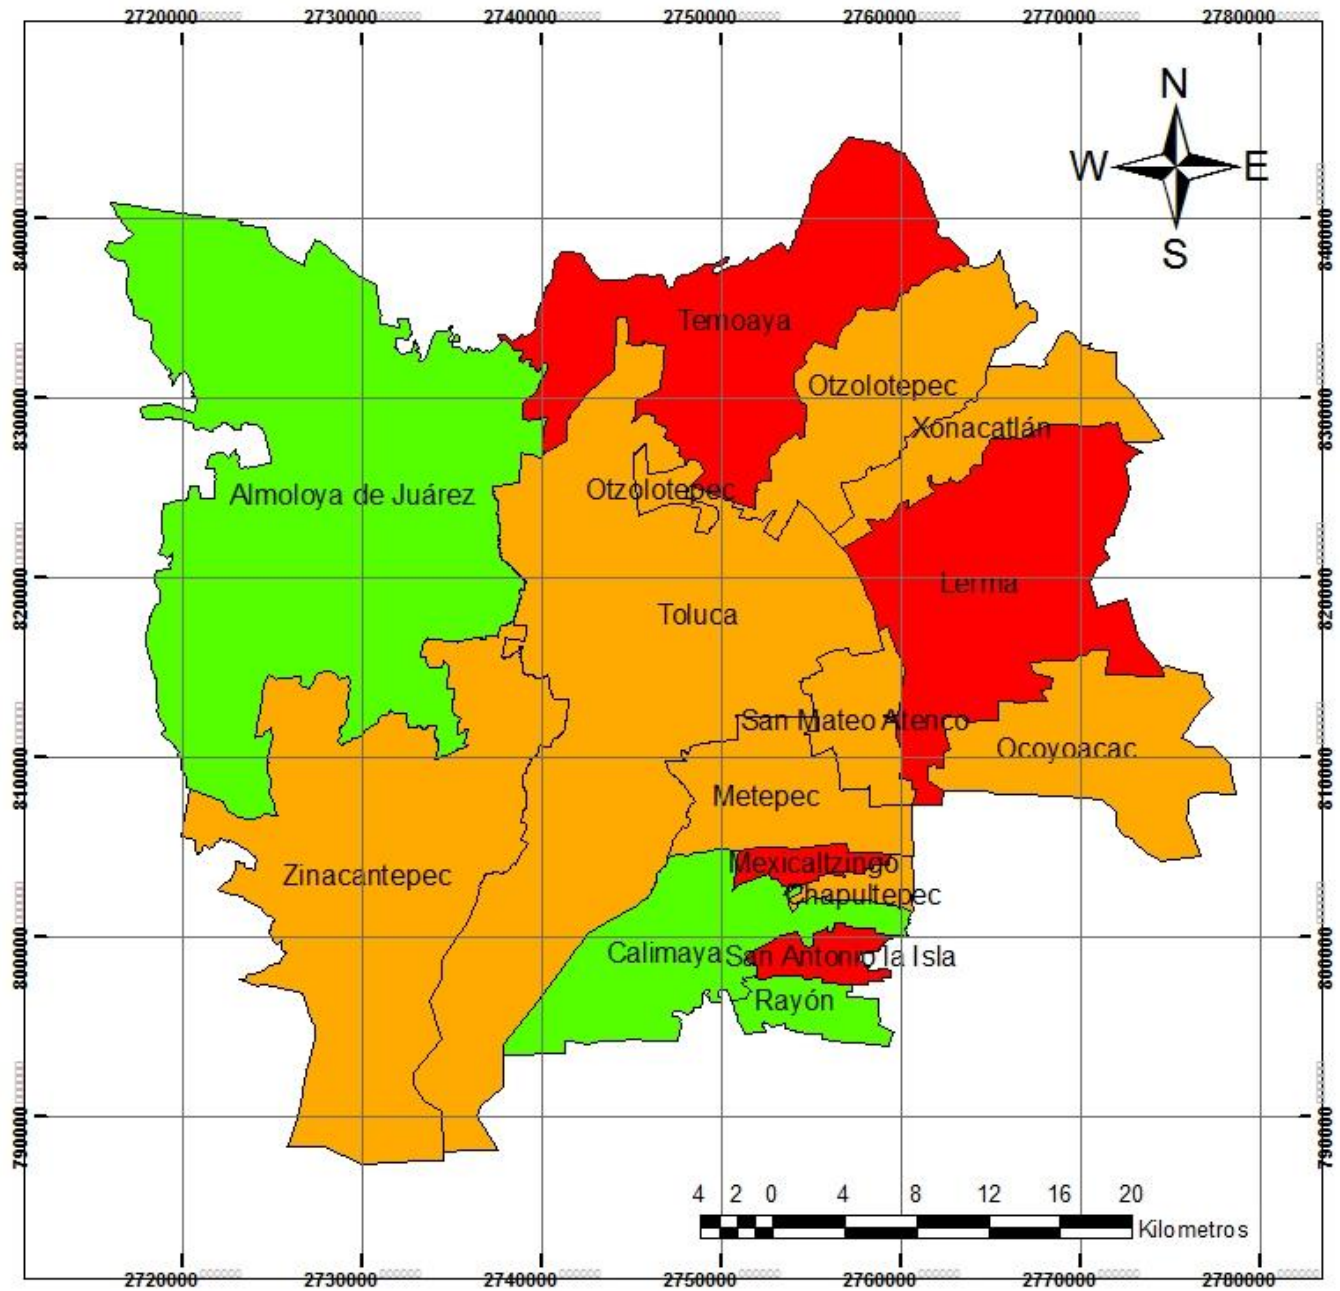 2720000 2730000 2740000 2750000 2760000 2770000 2780000
N
W E
S
840000 840000
Temoaya
Otzolotepec
830000 830000
Xonacatlán
Otzolotepec
Almoloya de Juárez
820000 820000
Lerma
Toluca
San Mateo Atenco
Ocoyoacac
810000 810000
Metepec
Mexicaltzingo
Zinacantepec
Chapultepec
800000 800000
Calimaya San Antonio la Isla
Rayón
790000 790000
4 2 0 4 8 12 16 20
Kilometros
2720000 2730000 2740000 2750000 2760000 2770000 2780000